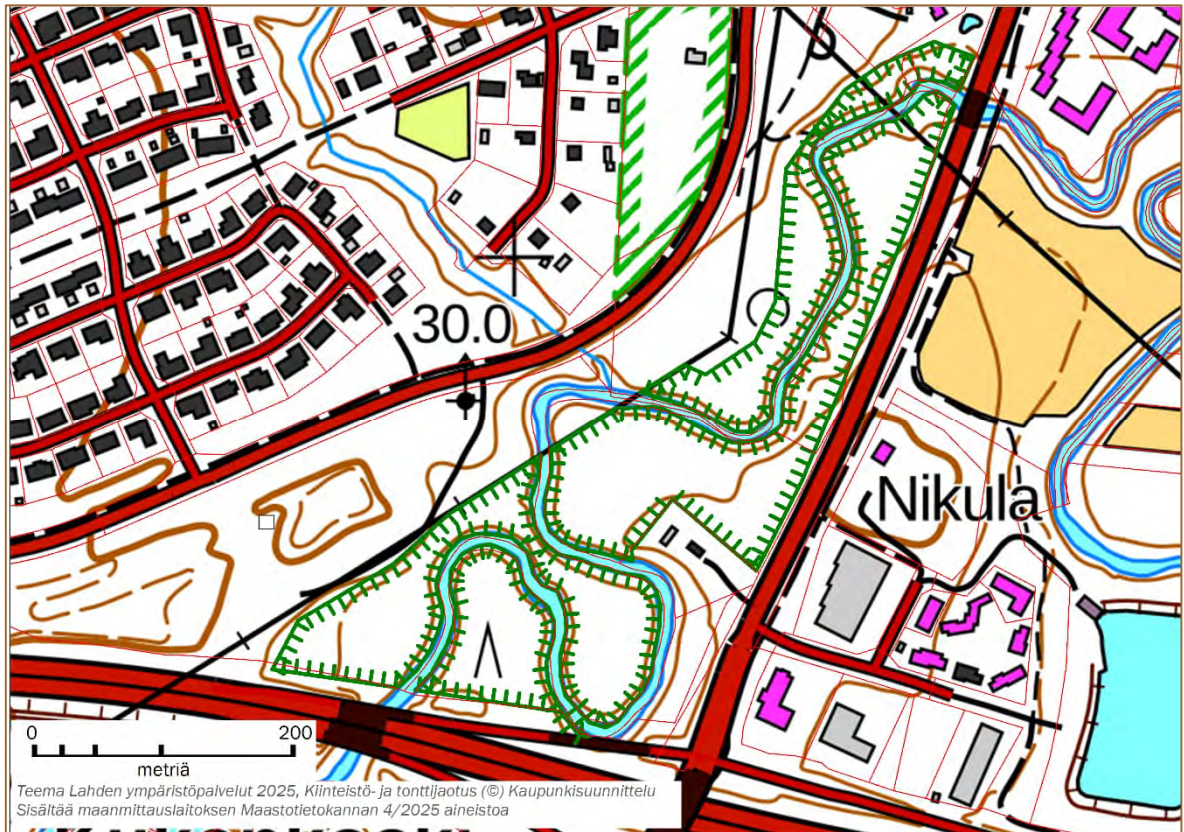 30.0
Nikula
0 200
metriä
Teema Lahden ympäristöpalvelut 2025, Kiinteistö- ja tonttijaotus (©) Kaupunkisuunnittelu
Sisältää maanmittauslaitoksen Maastotietokannan 4/2025 aineistoa